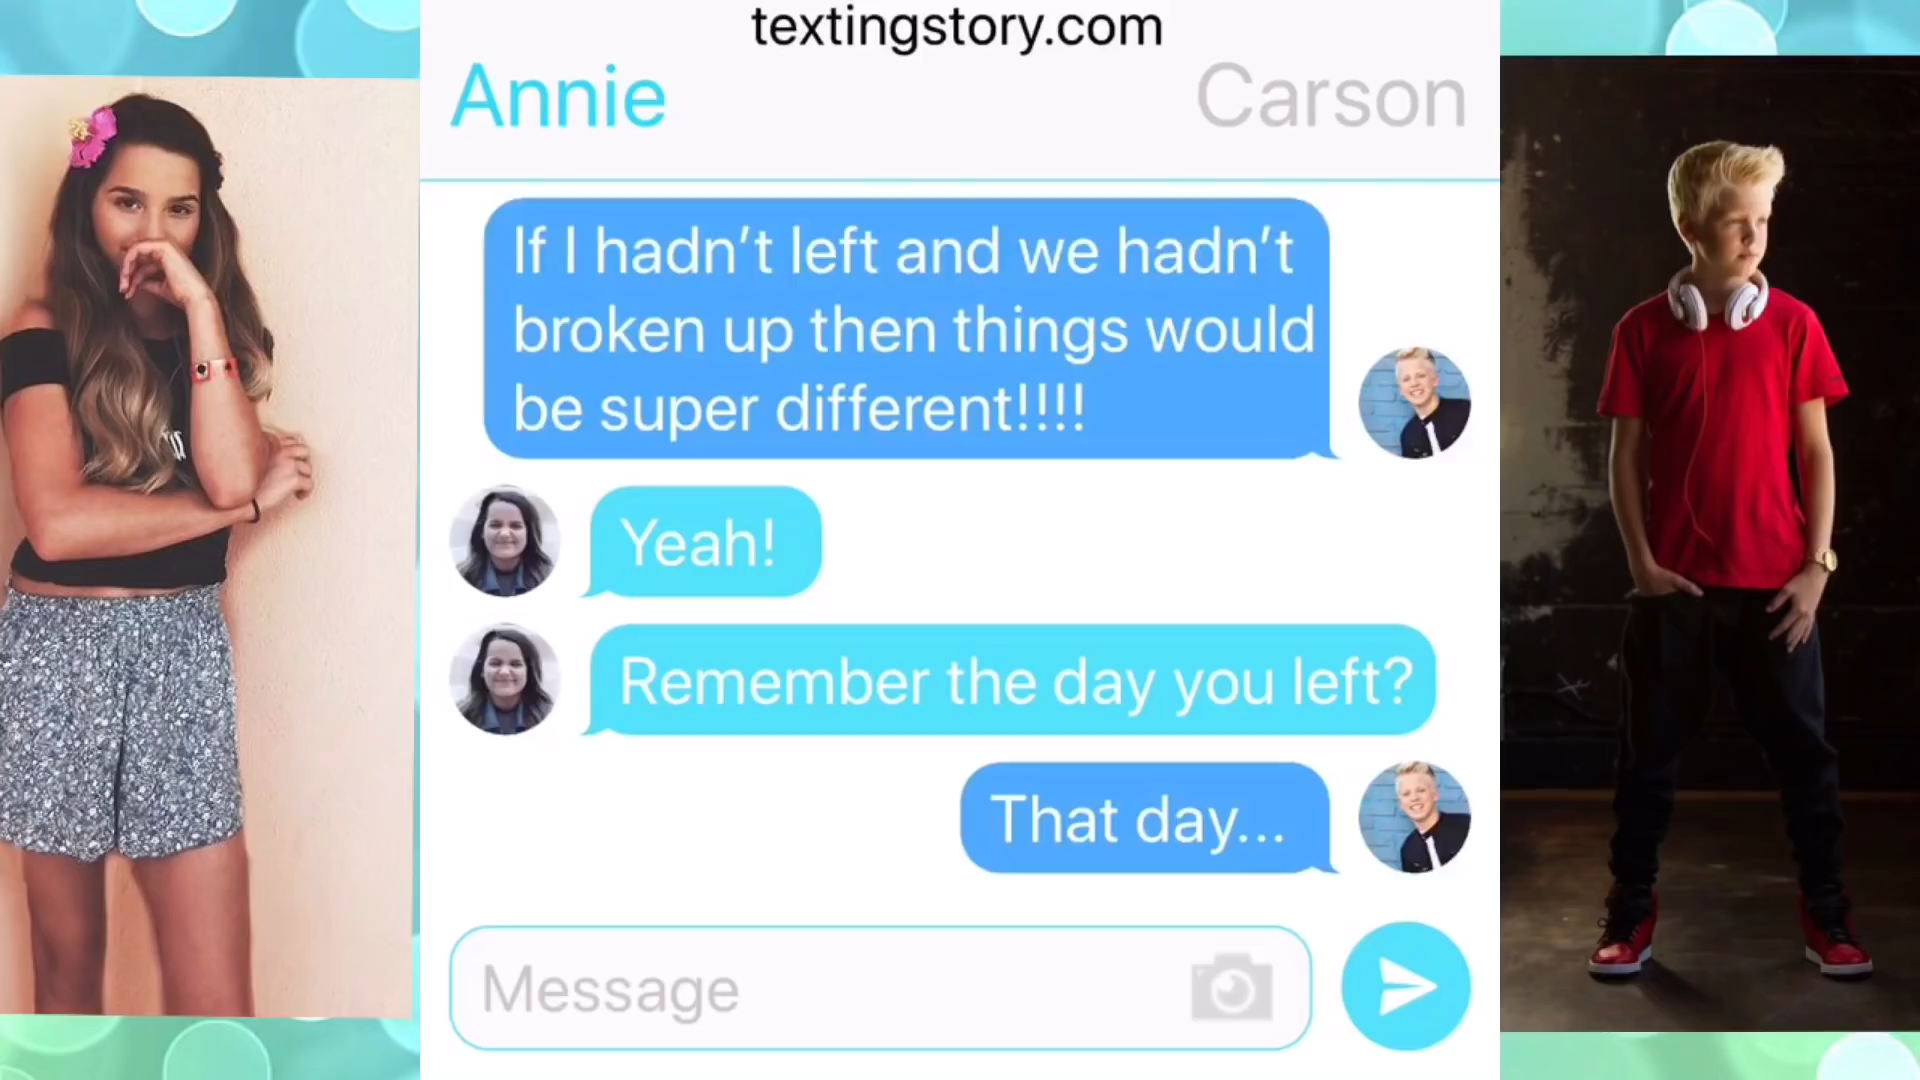 textingstory.com
Annie
Carson
If I hadn’t left and we hadn’t
broken up then things would
be super different!!!!
Yeah!
Remember the day you left?
That day...
Message